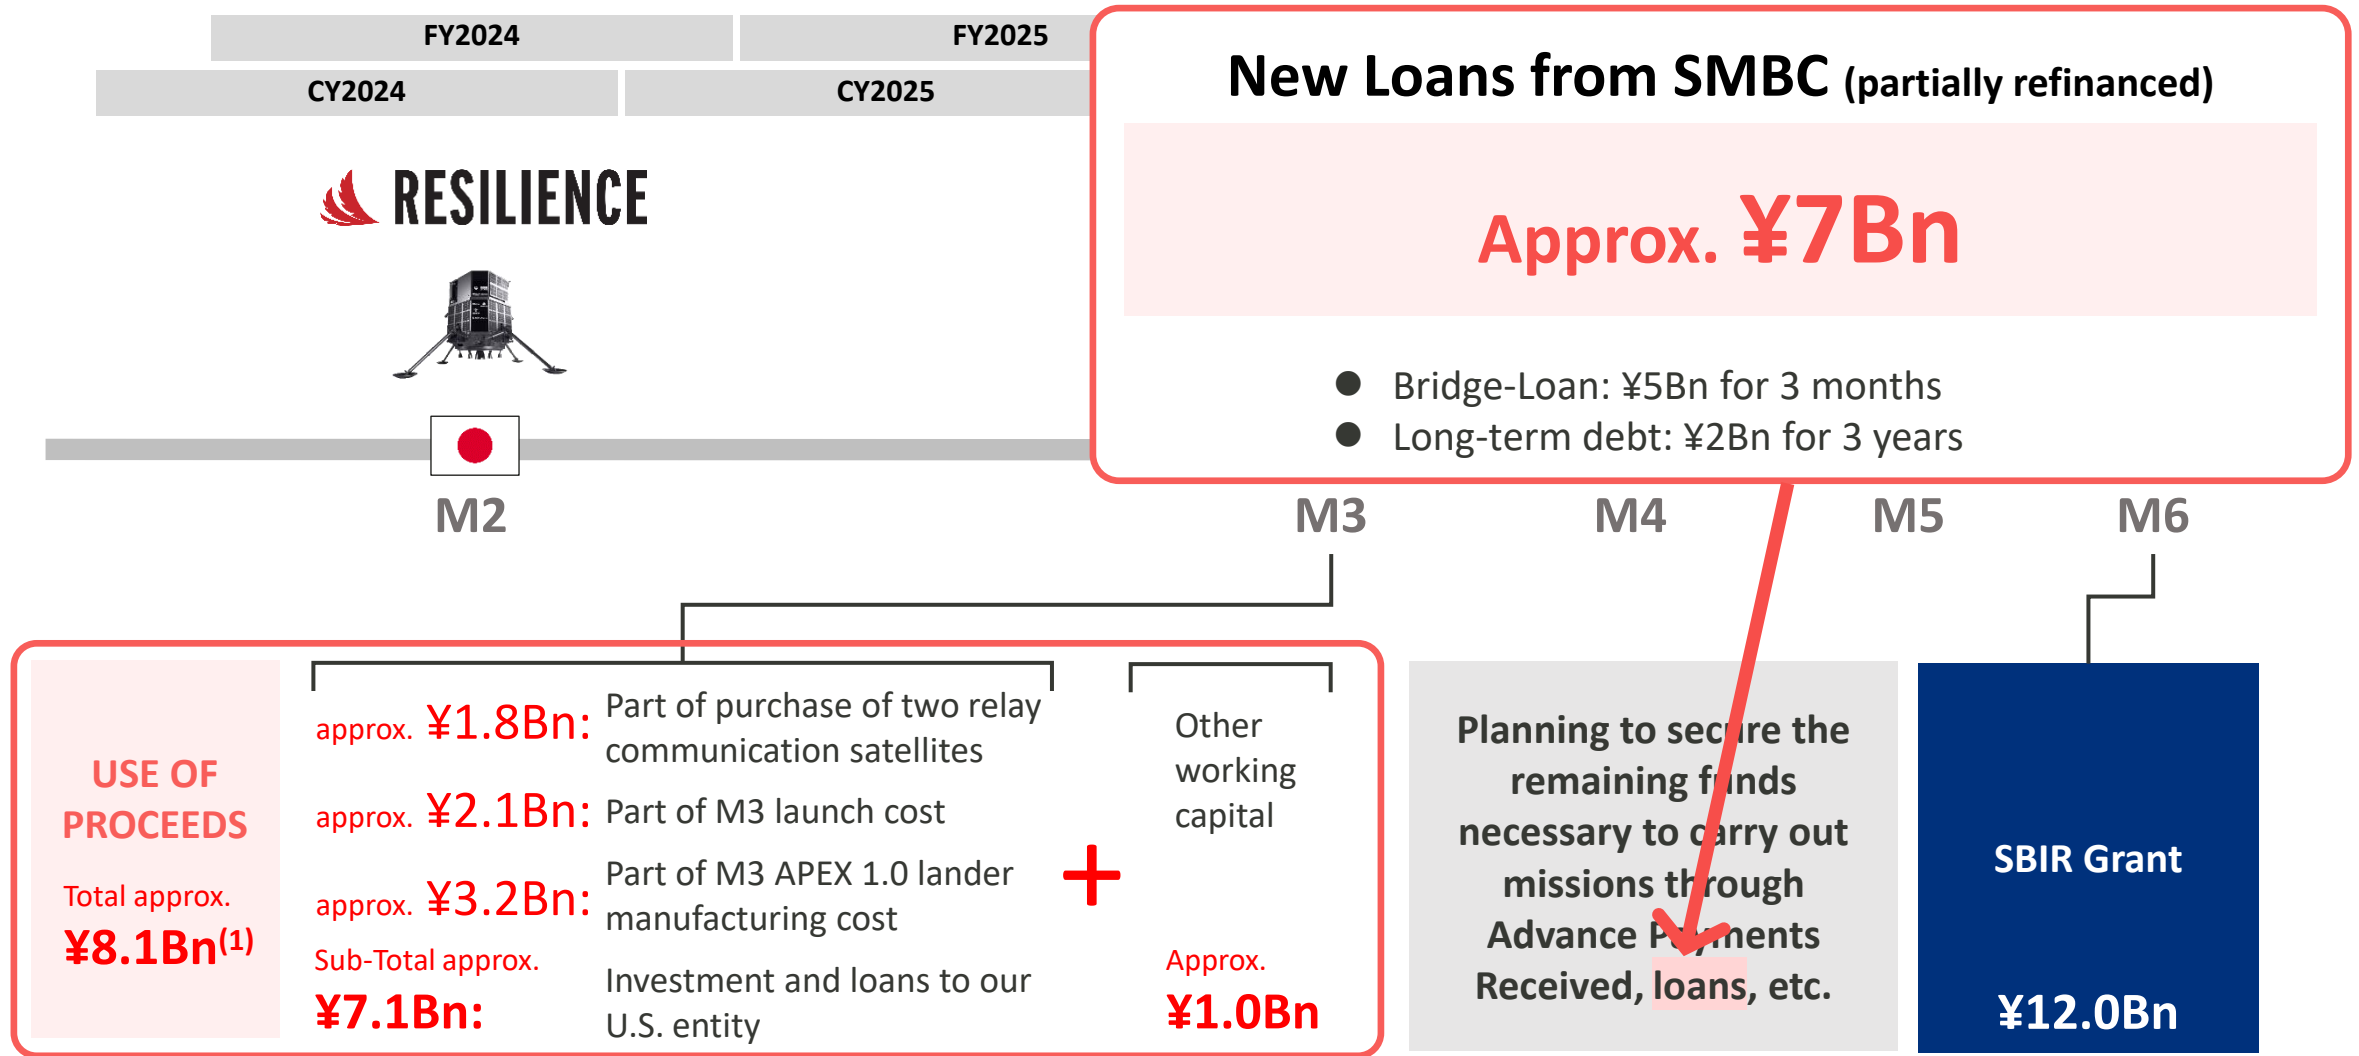 FY2024
FY2025
CY2024
CY2025
New Loans from SMBC (partially refinanced)
Approx. ¥7Bn
● Bridge-Loan: ¥5Bn for 3 months
● Long-term debt: ¥2Bn for 3 years
RESILIENCE
M2
M3
M4
M5
M6
USE OF
PROCEEDS
Total approx.
¥8.1Bn(1)
approx. ¥1.8Bn: Part of purchase of two relay
communication satellites
approx. ¥2.1Bn: Part of M3 launch cost
approx. ¥3.2Bn: Part of M3 APEX 1.0 lander
manufacturing cost
Sub-Total approx.
¥7.1Bn: Investment and loans to our
U.S. entity
+
Other
working
capital
Approx.
¥1.0Bn
Planning to secure the
remaining funds
necessary to carry out
missions through
Advance Payments
Received, loans, etc.
SBIR Grant
¥12.0Bn